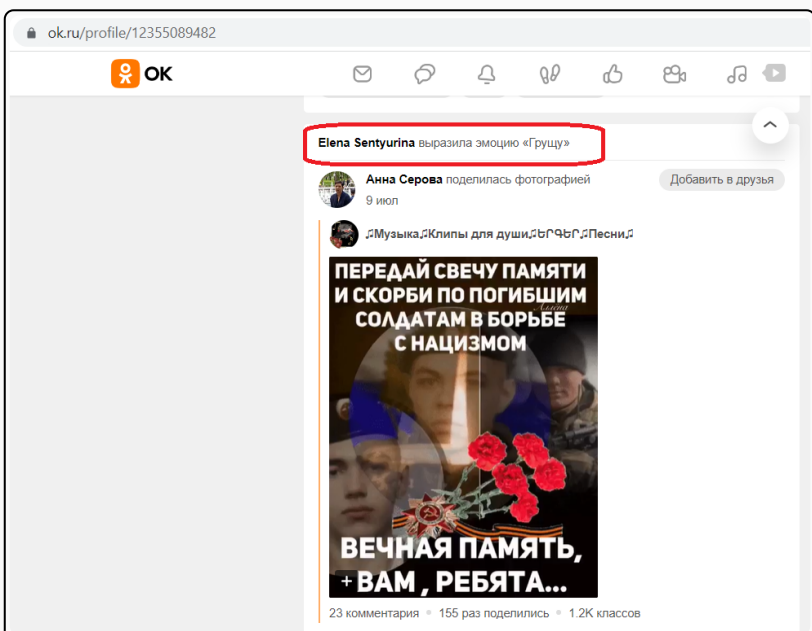 ok.ru/profile/12355089482
OK
Elena Sentyurina выразила эмоцию «Грущу»
Анна Серова поделилась фотографией
Добавить в друзья
9 июл
♫Музыка♫Клипы для души♫ԵՐԳԵՐ♫Песни♫
ПЕРЕДАЙ СВЕЧУ ПАМЯТИ
И СКОРБИ ПО ПОГИБШИМ
Алёна
СОЛДАТАМ В БОРЬБЕ
С НАЦИЗМОМ
ВЕЧНАЯ ПАМЯТЬ,
ВАМ , РЕБЯТА...
23 комментария • 155 раз поделились • 1.2K классов